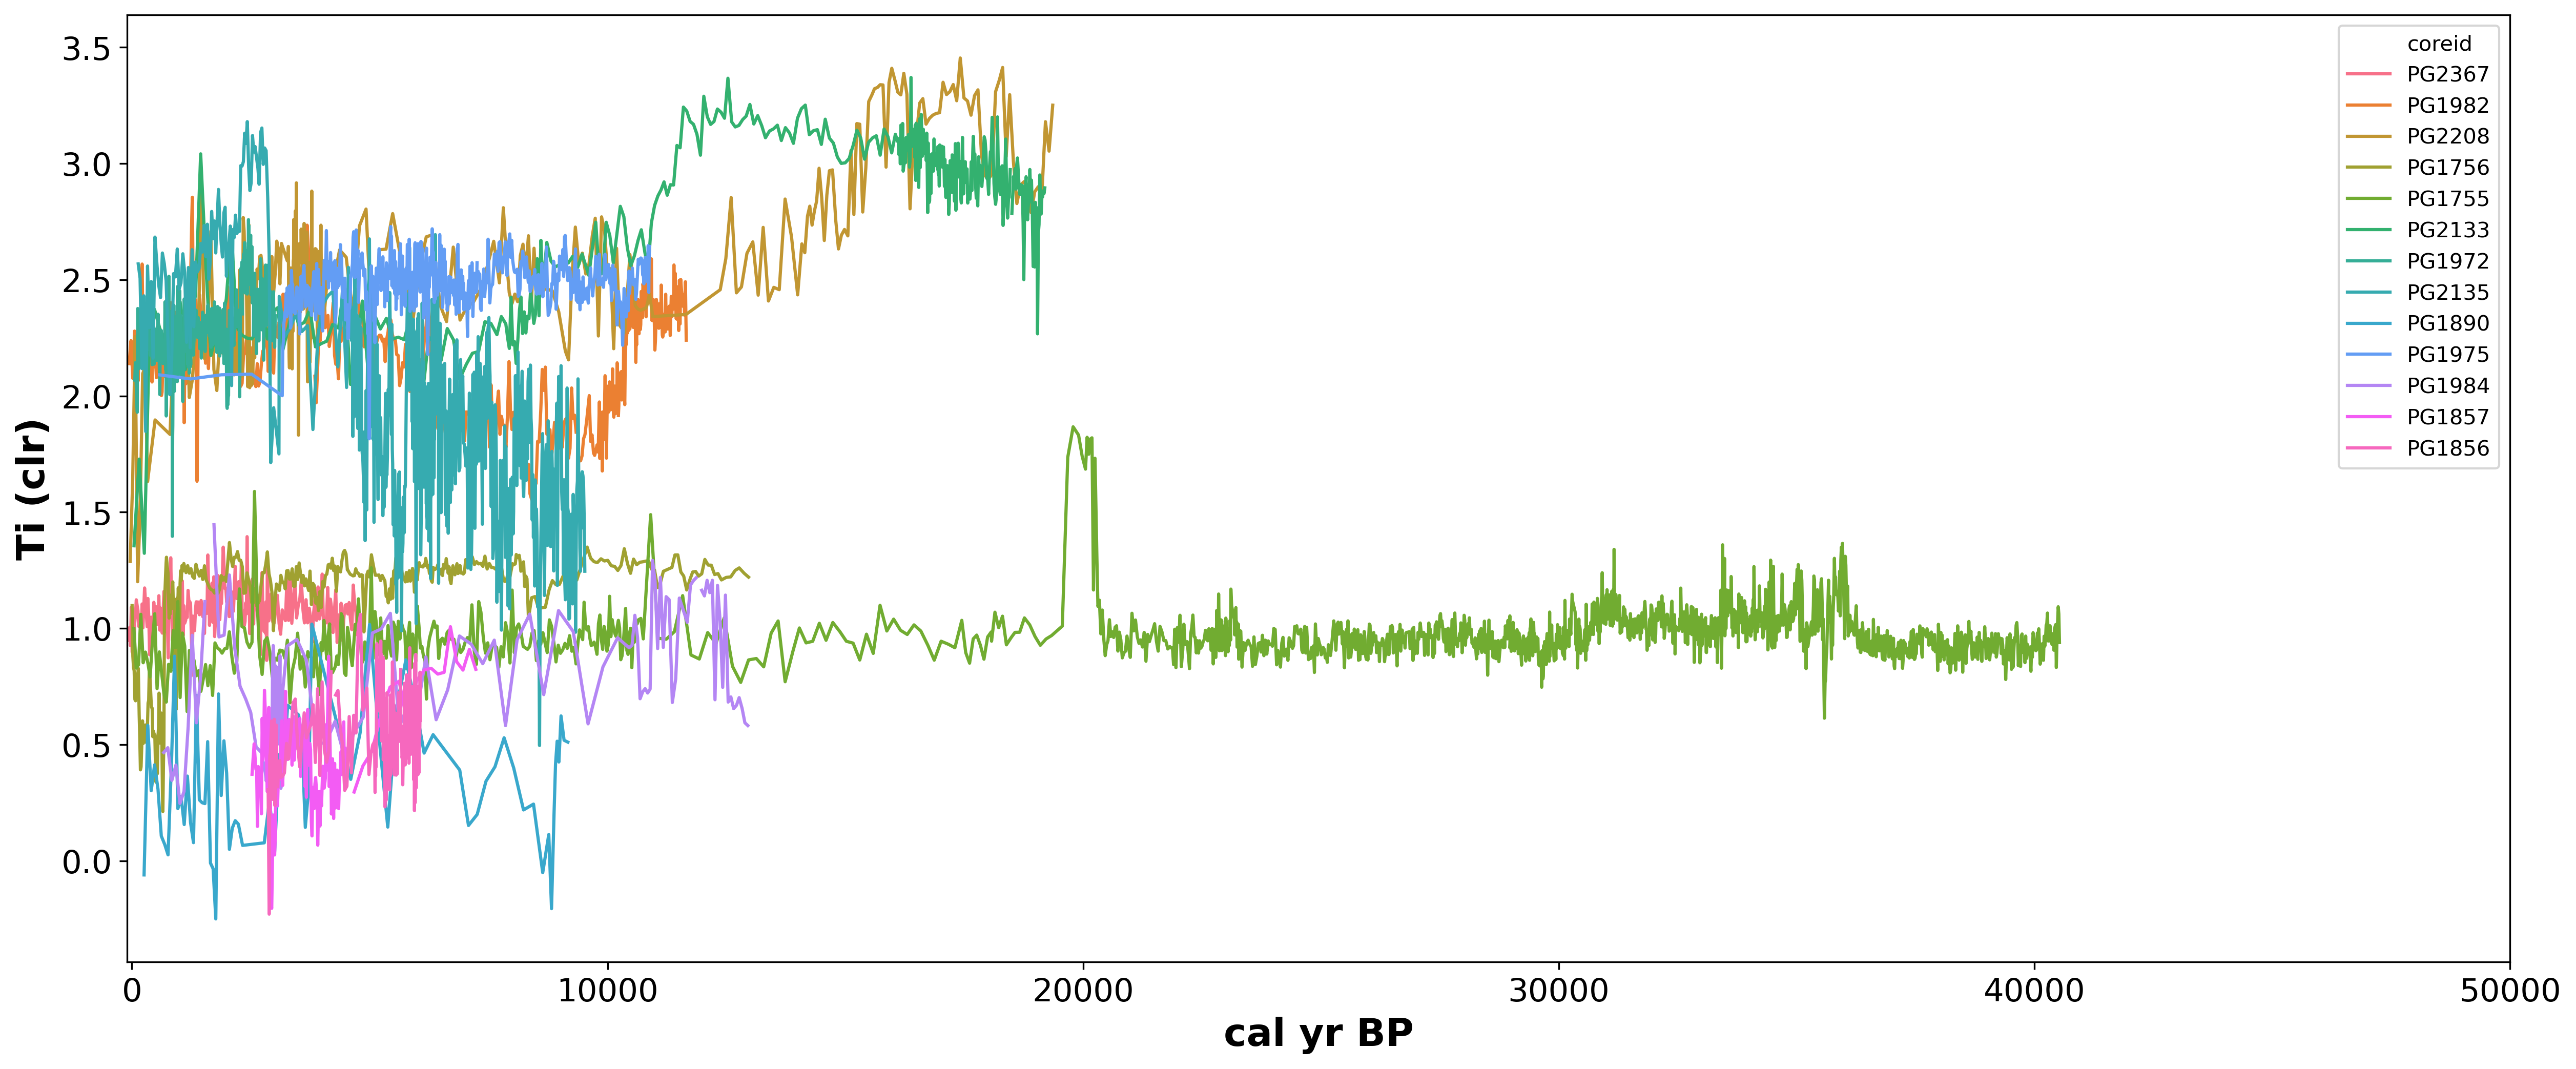 Ti (clr)
3.5
3.0
2.5
2.0
1.5
1.0
0.5
0.0
0
10000
20000
30000
40000
50000
cal yr BP
coreid
PG2367
PG1982
PG2208
PG1756
PG1755
PG2133
PG1972
PG2135
PG1890
PG1975
PG1984
PG1857
PG1856